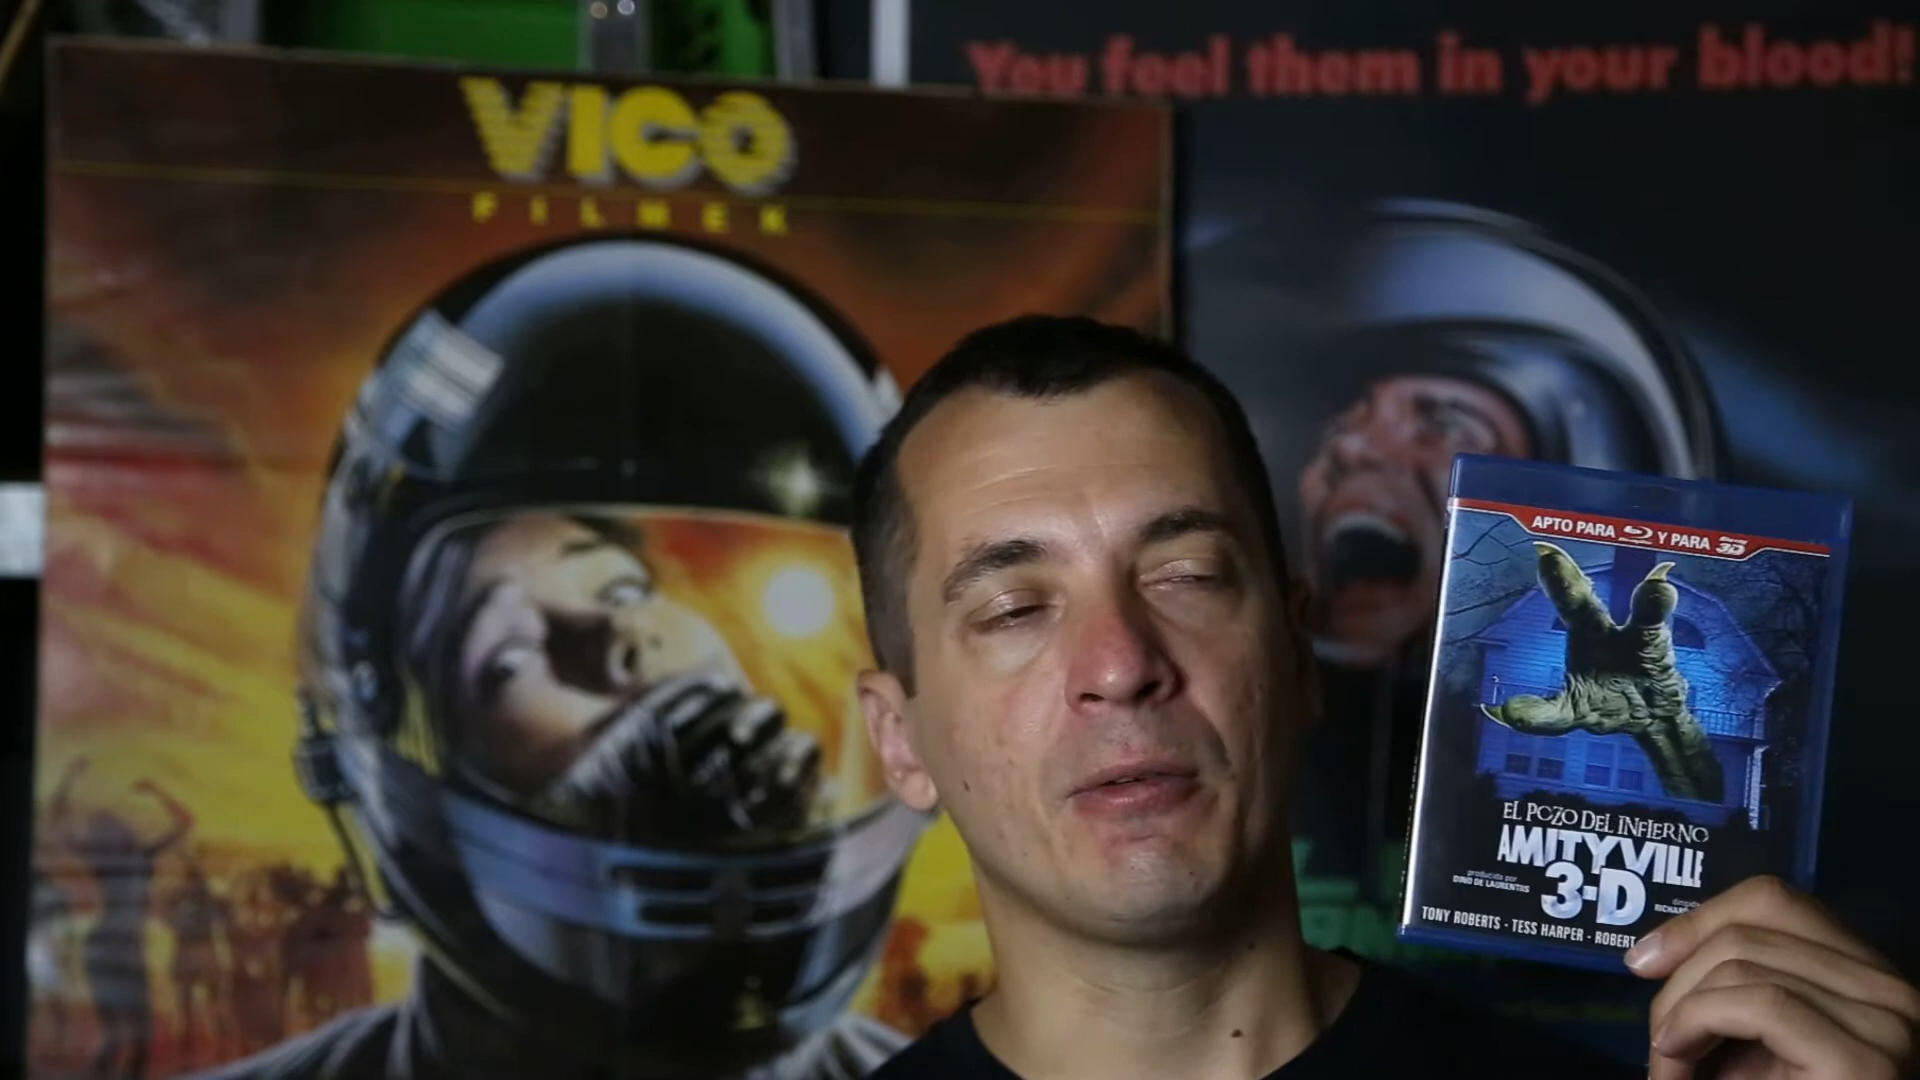 You feel them in your blood!
VICO
FILMEK
APTO PARA Blu-ray Y PARA 3D
EL POZO DEL INFIERNO
AMITYVILLE
3-D
producida por
DINO DE LAURENTIIS
TONY ROBERTS - TESS HARPER - ROBERT